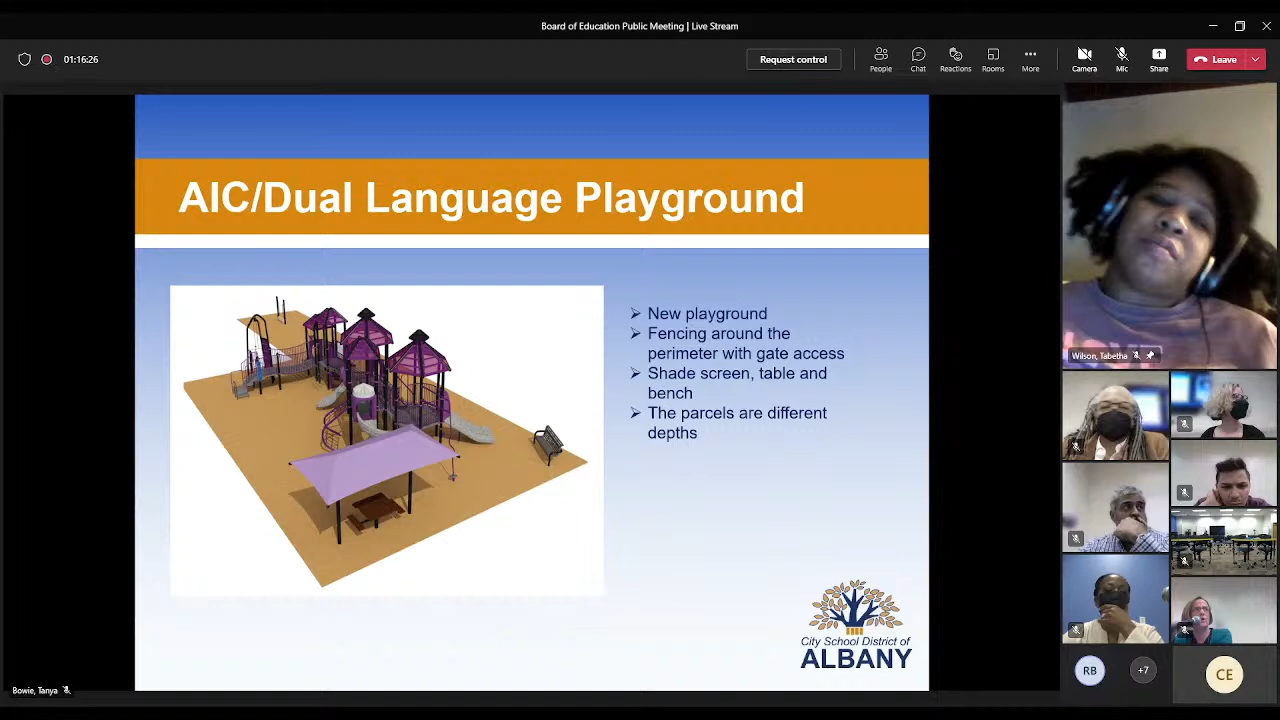 Board of Education Public Meeting | Live Stream
01:16:26
Request control
People
Chat
Reactions
Rooms
More
Camera
Mic
Share
Leave
AIC/Dual Language Playground
New playground
Fencing around the
perimeter with gate access
Shade screen, table and
bench
The parcels are different
depths
City School District of
ALBANY
Wilson, Tabetha
RB
+7
CE
Bowie, Tanya